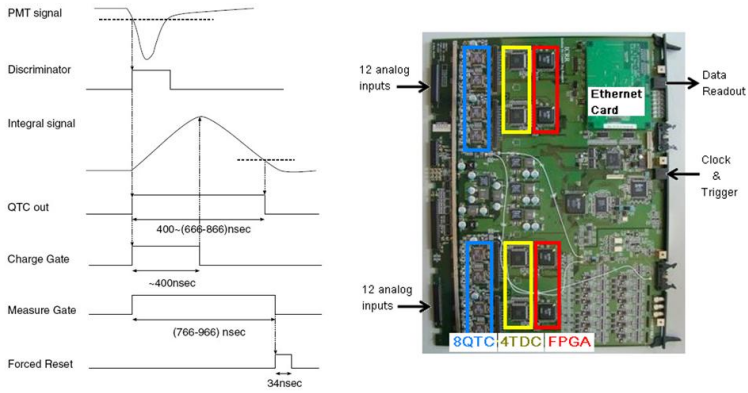 PMT signal
Discriminator
Integral signal
QTC out
400~(666-866)nsec
Charge Gate
~400nsec
Measure Gate
(766-966) nsec
Forced Reset
34nsec
12 analog
inputs
Ethernet
Card
Data
Readout
Clock
&
Trigger
12 analog
inputs
8QTC 4TDC FPGA